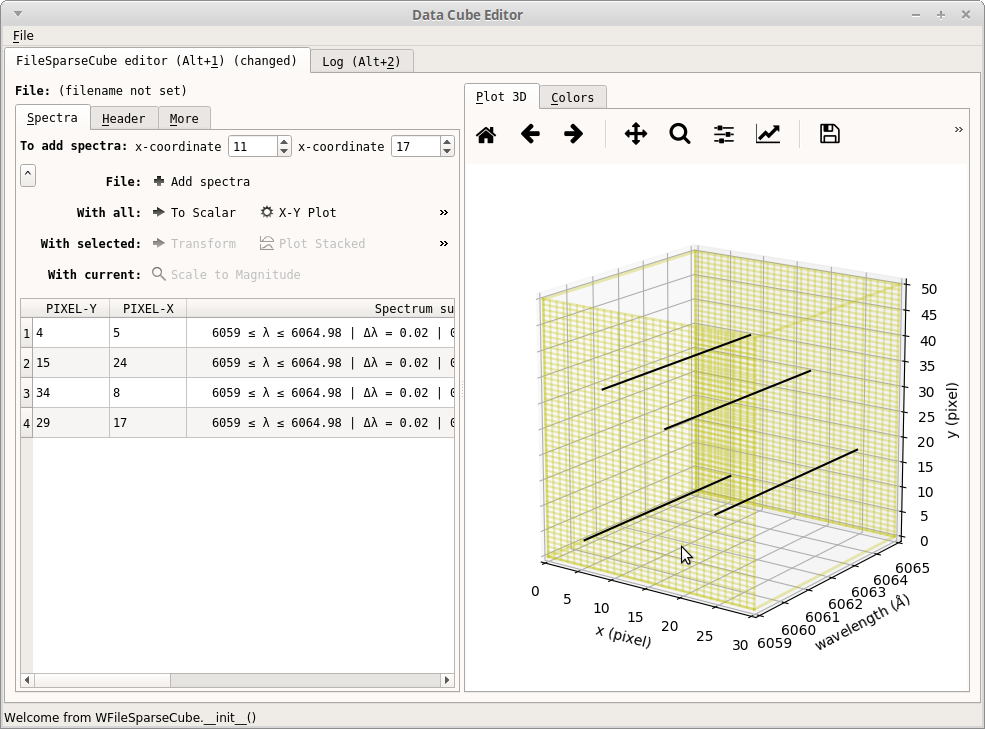 Data Cube Editor
File
FileSparseCube editor (Alt+1) (changed)
Log (Alt+2)
File: (filename not set)
Spectra
Header
More
To add spectra: x-coordinate 11 x-coordinate 17
^
File: Add spectra
With all: To Scalar X-Y Plot »
With selected: Transform Plot Stacked »
With current: Scale to Magnitude
PIXEL-Y PIXEL-X Spectrum su
1 4 5 6059 ≤ λ ≤ 6064.98 | Δλ = 0.02 | 0
2 15 24 6059 ≤ λ ≤ 6064.98 | Δλ = 0.02 | 0
3 34 8 6059 ≤ λ ≤ 6064.98 | Δλ = 0.02 | 0
4 29 17 6059 ≤ λ ≤ 6064.98 | Δλ = 0.02 | 0
Plot 3D
Colors
»
50
45
40
35
30
25
20
15
10
5
0
y (pixel)
0
5
10
15
20
25
30
x (pixel)
6059
6060
6061
6062
6063
6064
6065
wavelength (Å)
Welcome from WFileSparseCube.__init__()